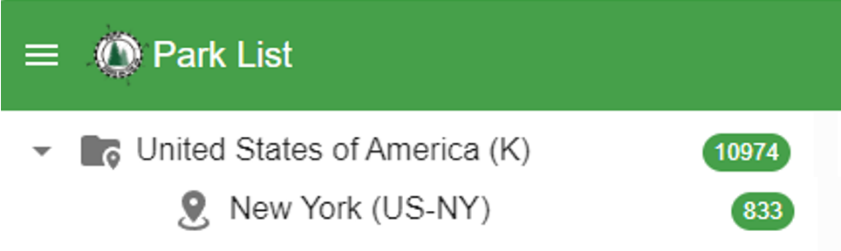 Park List
United States of America (K) 10974
New York (US-NY) 833